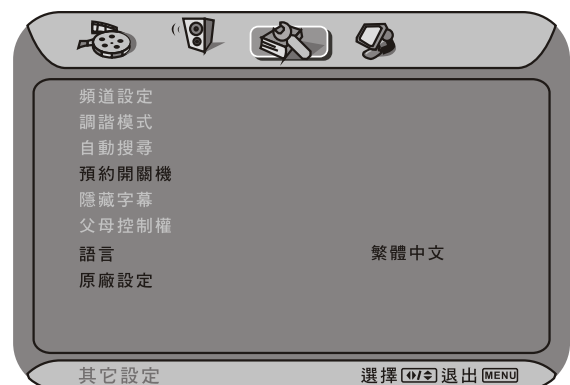 頻道設定
調諧模式
自動搜尋
預約開關機
隱藏字幕
父母控制權
語言 繁體中文
原廠設定
其它設定 選擇 退出 MENU